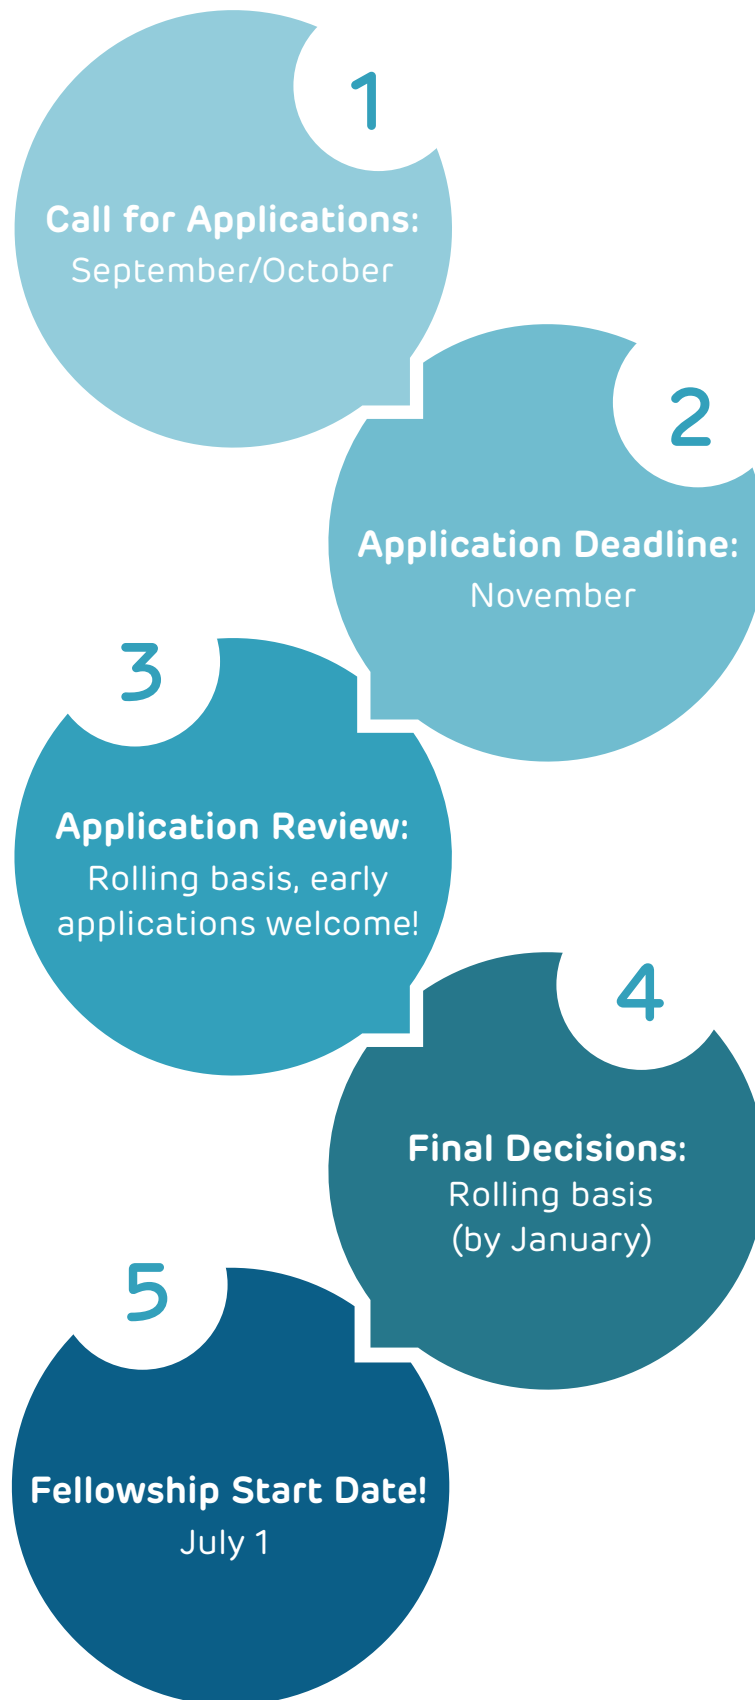 1
Call for Applications:
September/October
2
Application Deadline:
November
3
Application Review:
Rolling basis, early
applications welcome!
4
Final Decisions:
Rolling basis
(by January)
5
Fellowship Start Date!
July 1